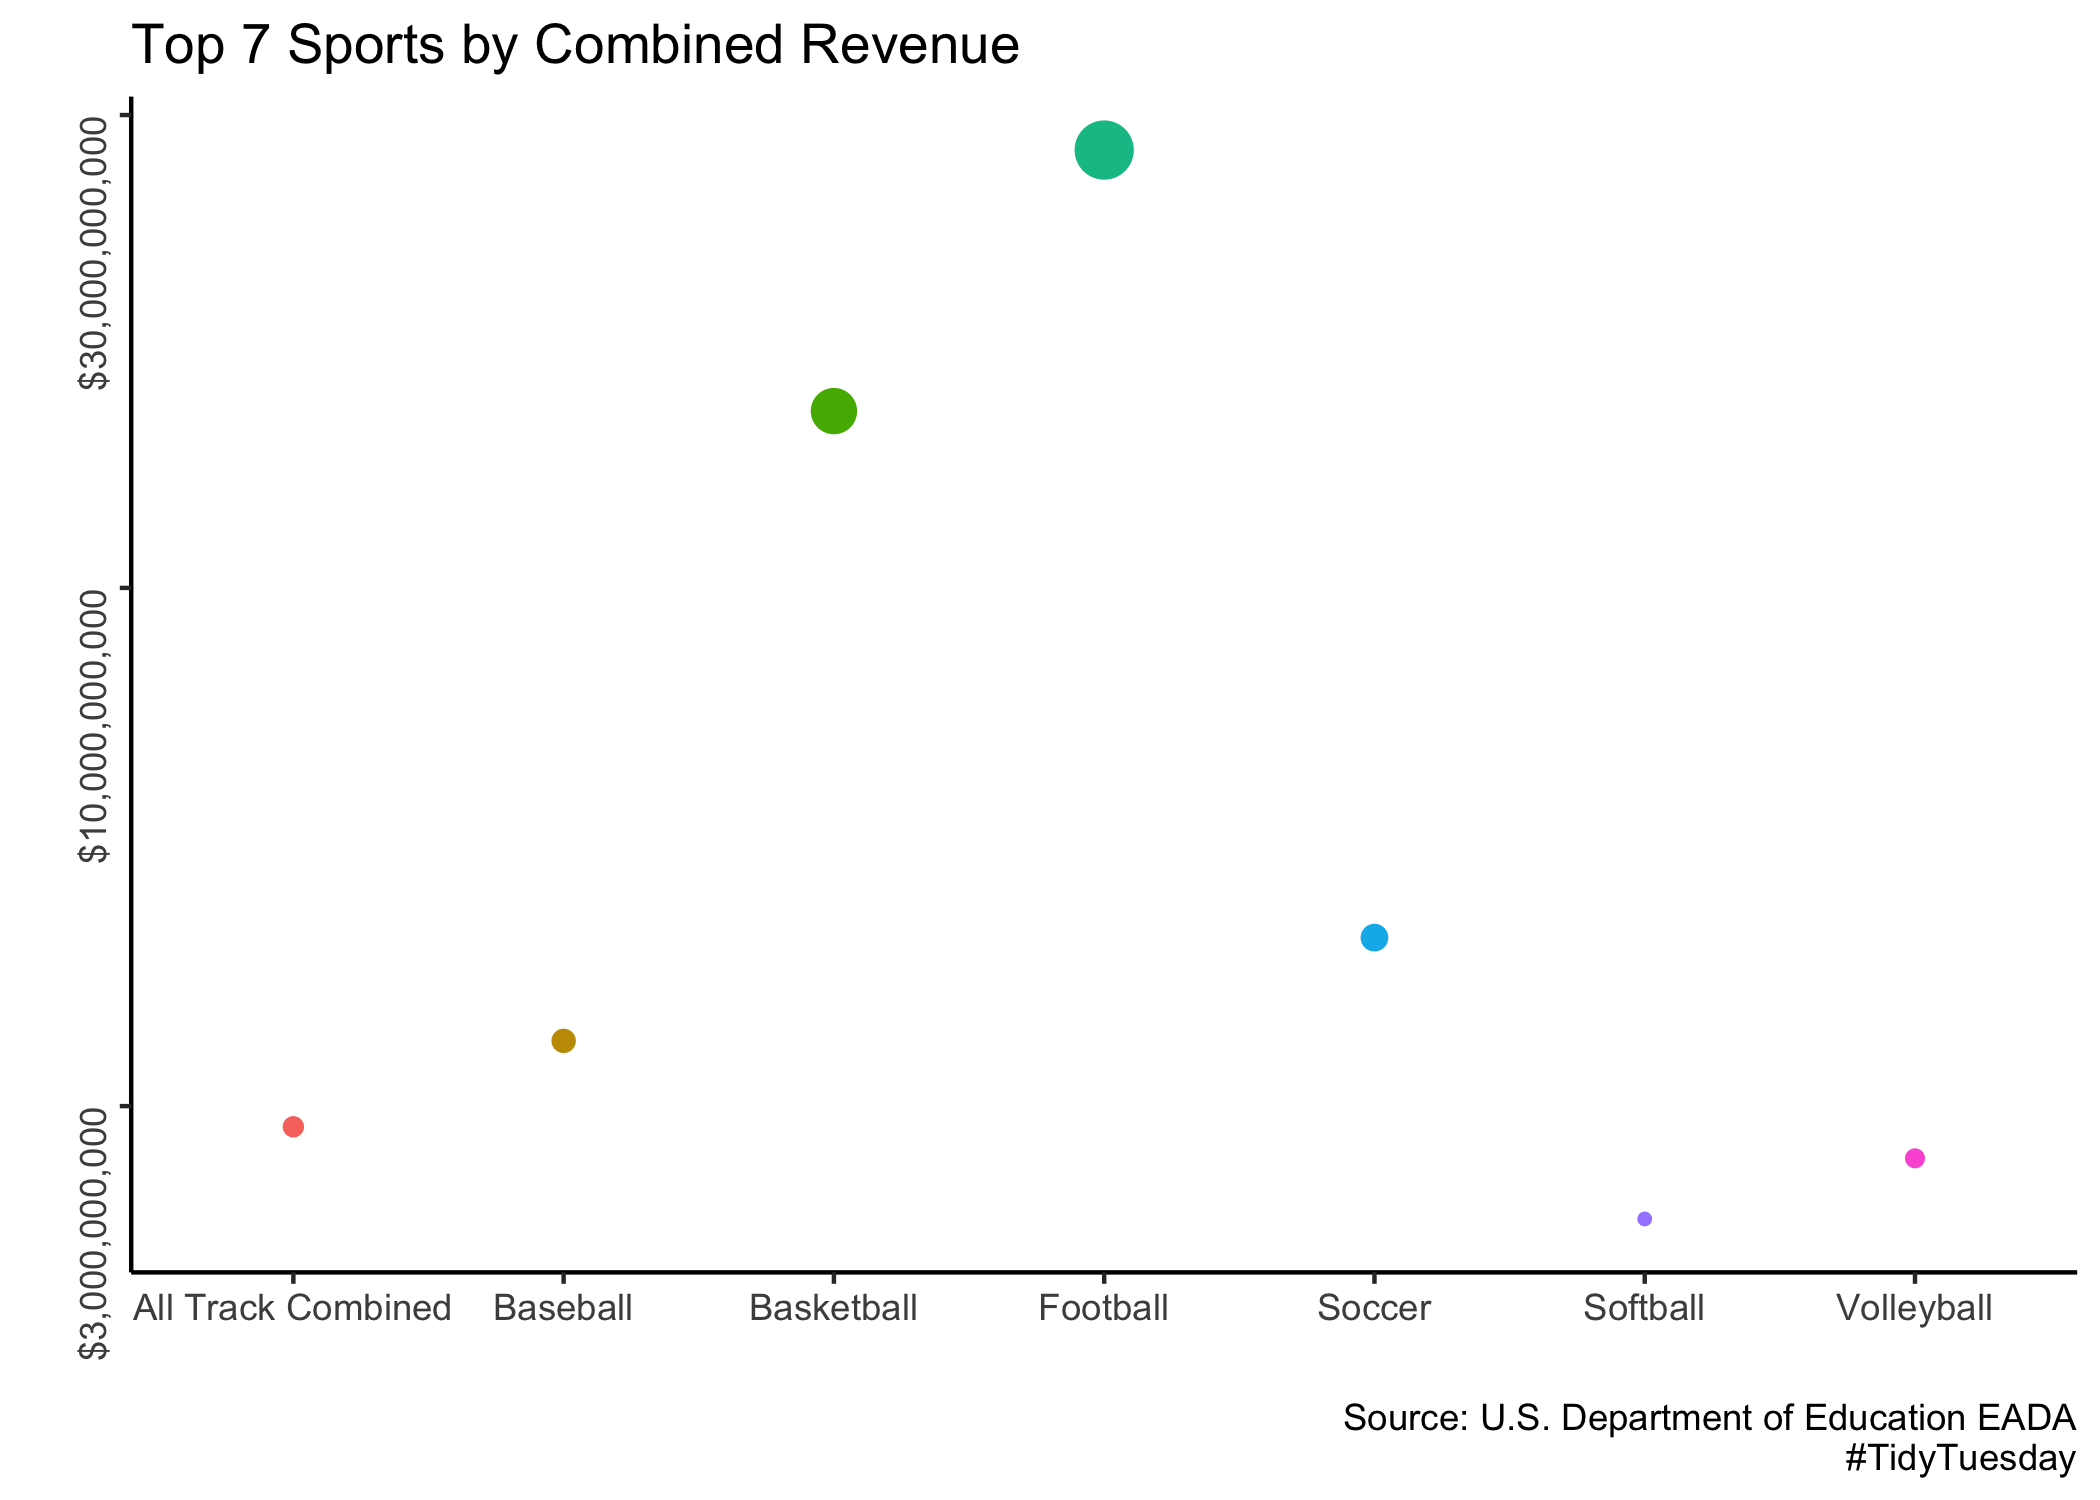 Top 7 Sports by Combined Revenue
$30,000,000,000
$10,000,000,000
$3,000,000,000
All Track Combined
Baseball
Basketball
Football
Soccer
Softball
Volleyball
Source: U.S. Department of Education EADA
#TidyTuesday